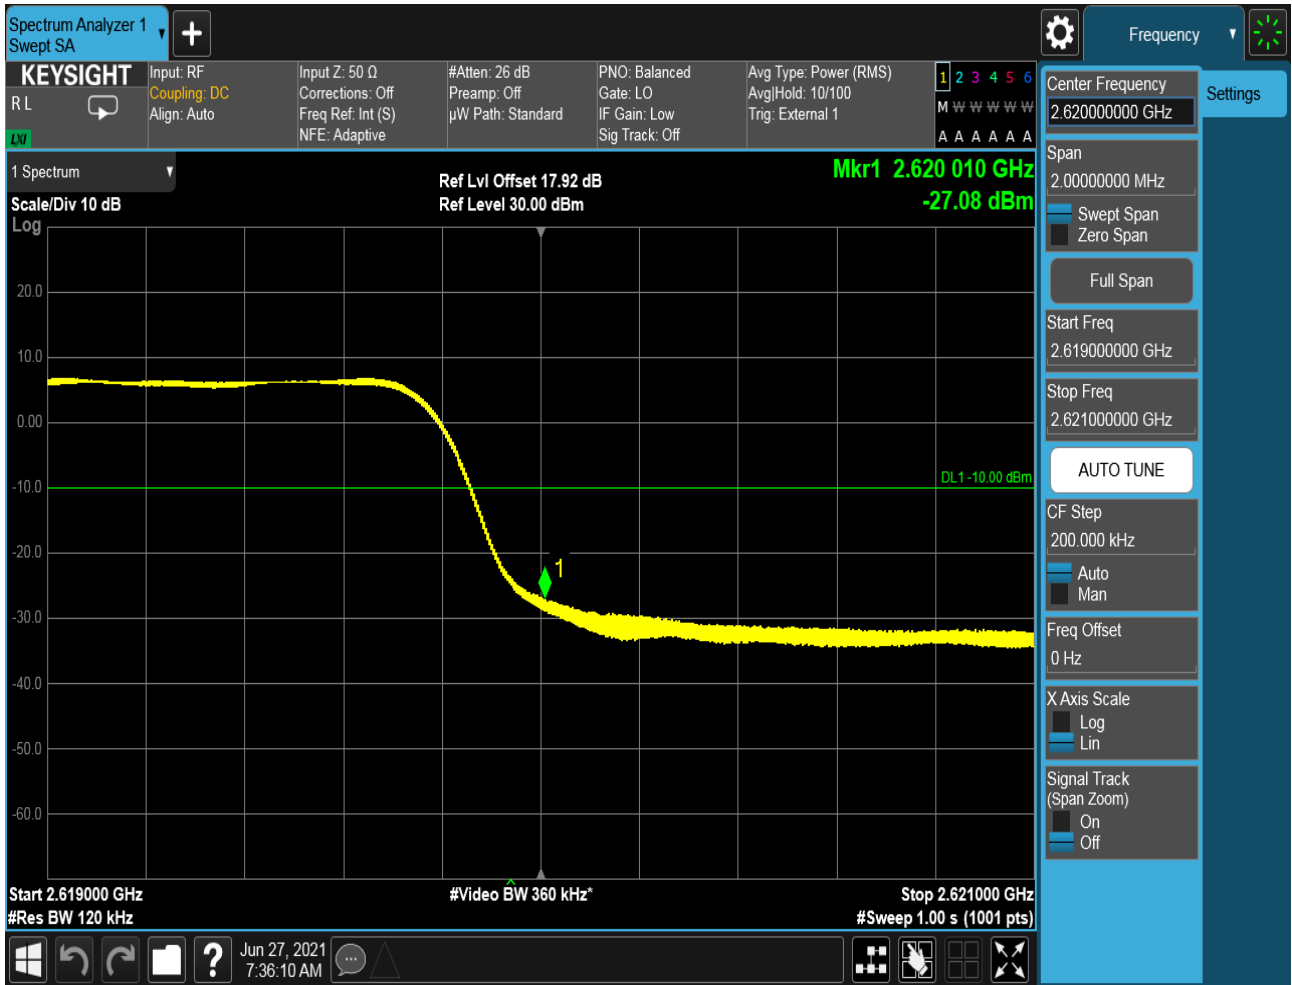 Spectrum Analyzer 1
Swept SA
Frequency
KEYSIGHT
R L
LXI
Input: RF
Coupling: DC
Align: Auto
Input Z: 50 Ω
Corrections: Off
Freq Ref: Int (S)
NFE: Adaptive
#Atten: 26 dB
Preamp: Off
µW Path: Standard
PNO: Balanced
Gate: LO
IF Gain: Low
Sig Track: Off
Avg Type: Power (RMS)
Avg|Hold: 10/100
Trig: External 1
1 2 3 4 5 6
M W W W W W
A A A A A A
1 Spectrum
Scale/Div 10 dB
Log
Ref Lvl Offset 17.92 dB
Ref Level 30.00 dBm
Mkr1 2.620 010 GHz
-27.08 dBm
20.0
10.0
0.00
-10.0
-20.0
-30.0
-40.0
-50.0
-60.0
DL1 -10.00 dBm
1
Start 2.619000 GHz
#Res BW 120 kHz
#Video BW 360 kHz*
Stop 2.621000 GHz
#Sweep 1.00 s (1001 pts)
Jun 27, 2021
7:36:10 AM
?
Center Frequency
2.620000000 GHz
Settings
Span
2.00000000 MHz
Swept Span
Zero Span
Full Span
Start Freq
2.619000000 GHz
Stop Freq
2.621000000 GHz
AUTO TUNE
CF Step
200.000 kHz
Auto
Man
Freq Offset
0 Hz
X Axis Scale
Log
Lin
Signal Track
(Span Zoom)
On
Off